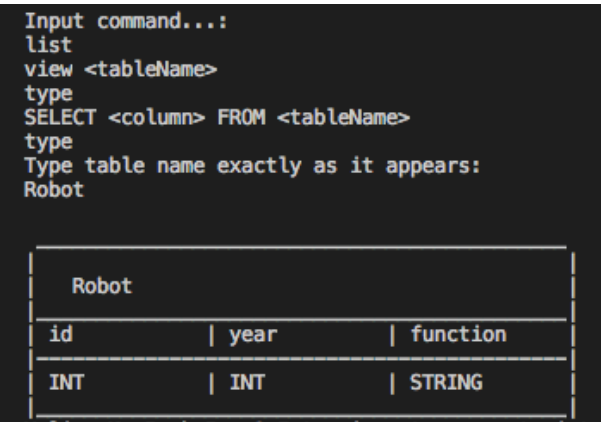 Input command...:
list
view <tableName>
type
SELECT <column> FROM <tableName>
type
Type table name exactly as it appears:
Robot
Robot
id | year | function
INT | INT | STRING